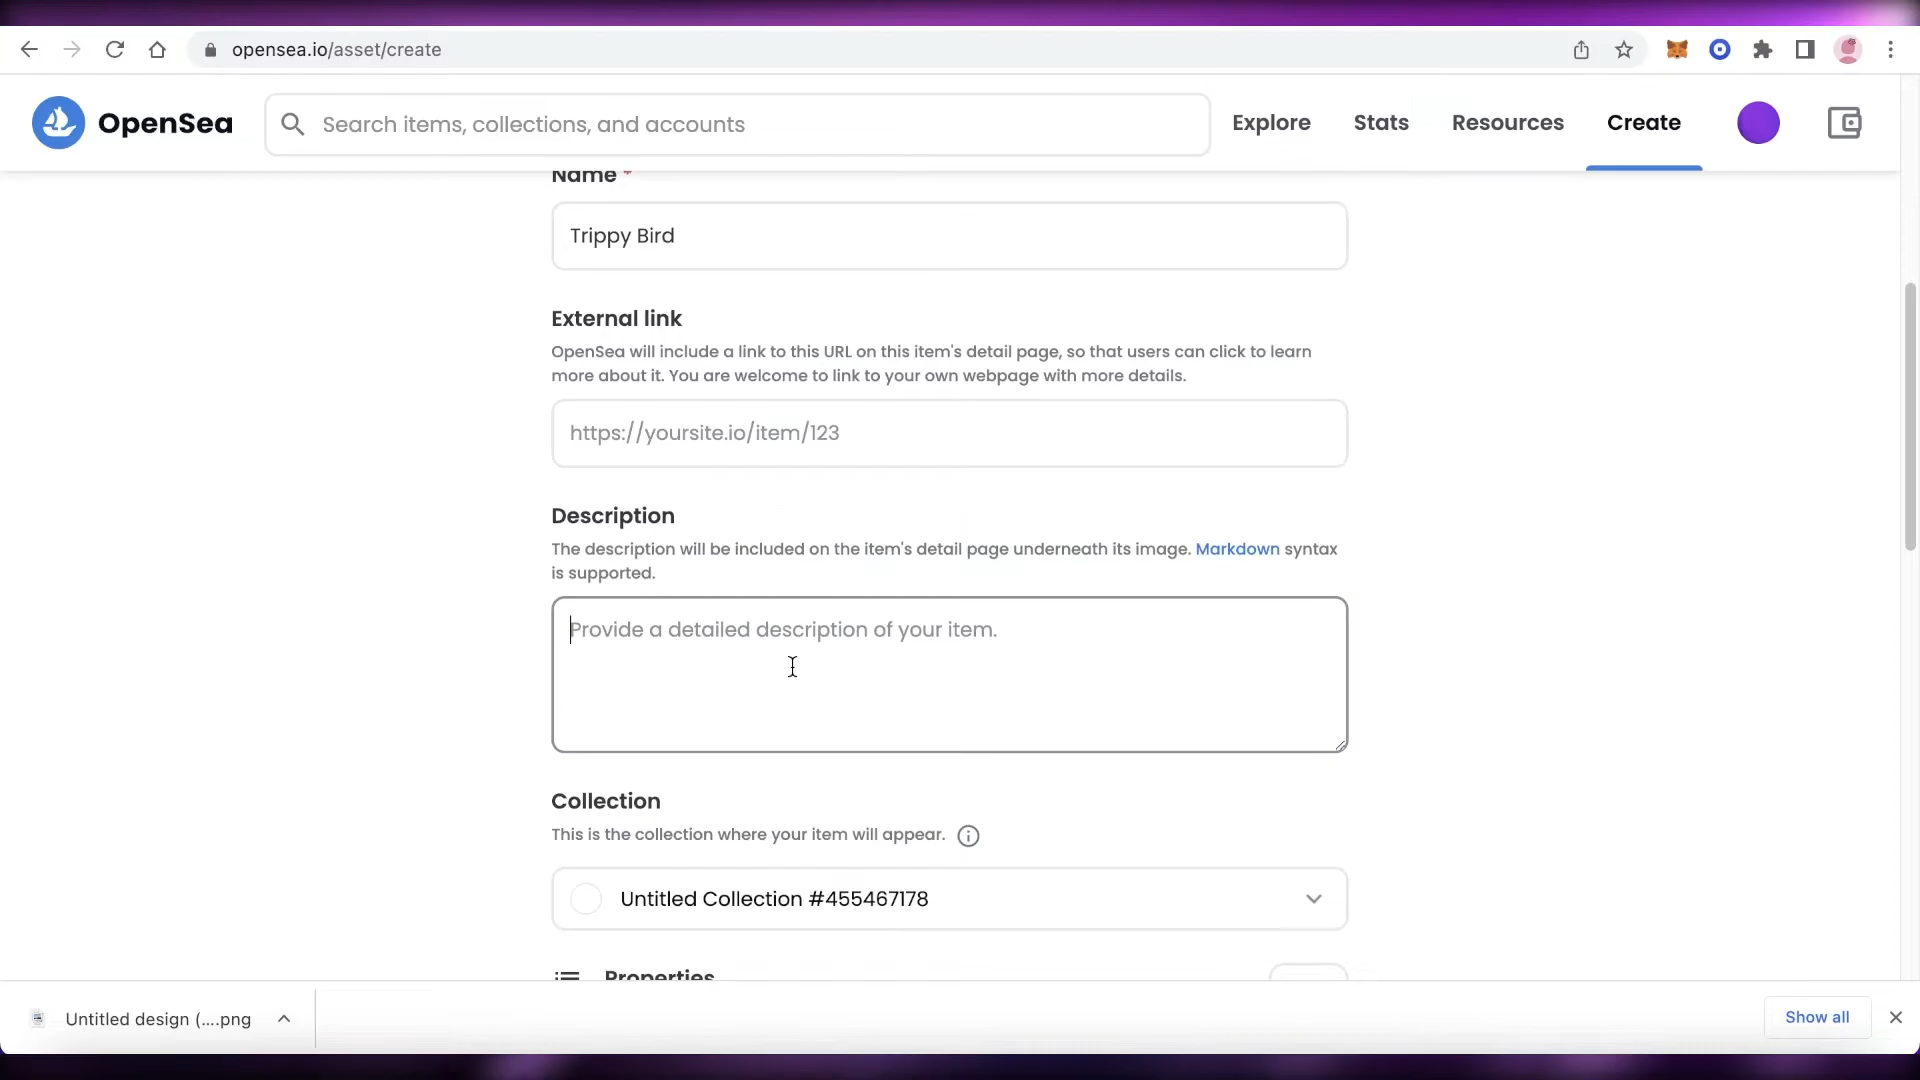 opensea.io/asset/create
OpenSea
Search items, collections, and accounts
Explore
Stats
Resources
Create
Name *
Trippy Bird
External link
OpenSea will include a link to this URL on this item's detail page, so that users can click to learn
more about it. You are welcome to link to your own webpage with more details.
https://yoursite.io/item/123
Description
The description will be included on the item's detail page underneath its image. Markdown syntax
is supported.
Provide a detailed description of your item.
Collection
This is the collection where your item will appear.
Untitled Collection #455467178
Properties
Untitled design (....png
Show all